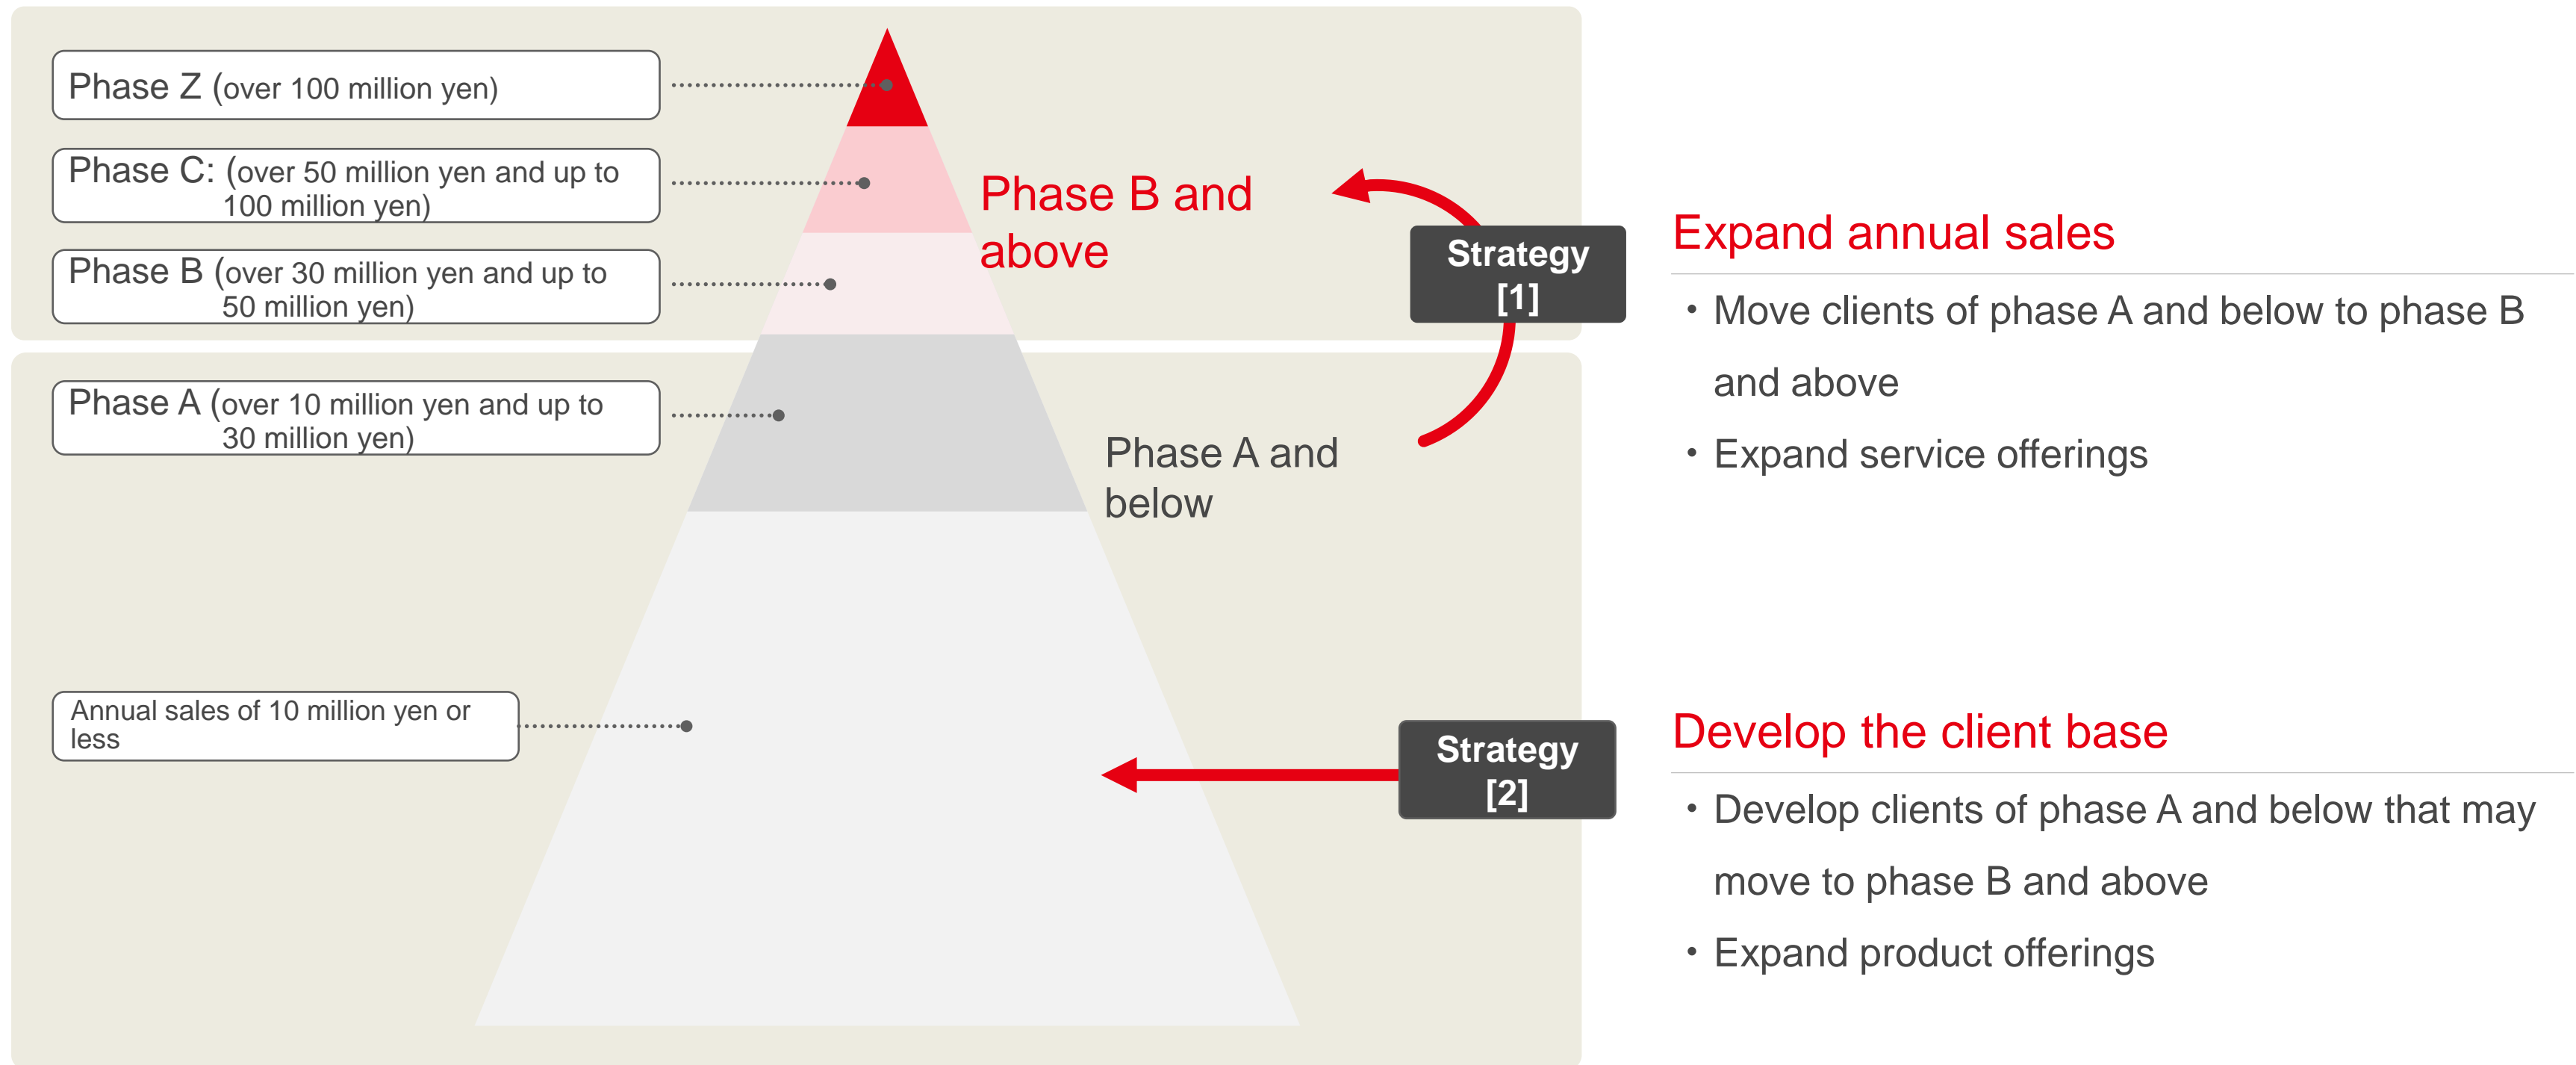 Phase Z (over 100 million yen)
Phase C: (over 50 million yen and up to
100 million yen)
Phase B (over 30 million yen and up to
50 million yen)
Phase B and
above
Phase A (over 10 million yen and up to
30 million yen)
Phase A and
below
Annual sales of 10 million yen or
less
Strategy
[1]
Expand annual sales
・Move clients of phase A and below to phase B
and above
・Expand service offerings
Strategy
[2]
Develop the client base
・Develop clients of phase A and below that may
move to phase B and above
・Expand product offerings